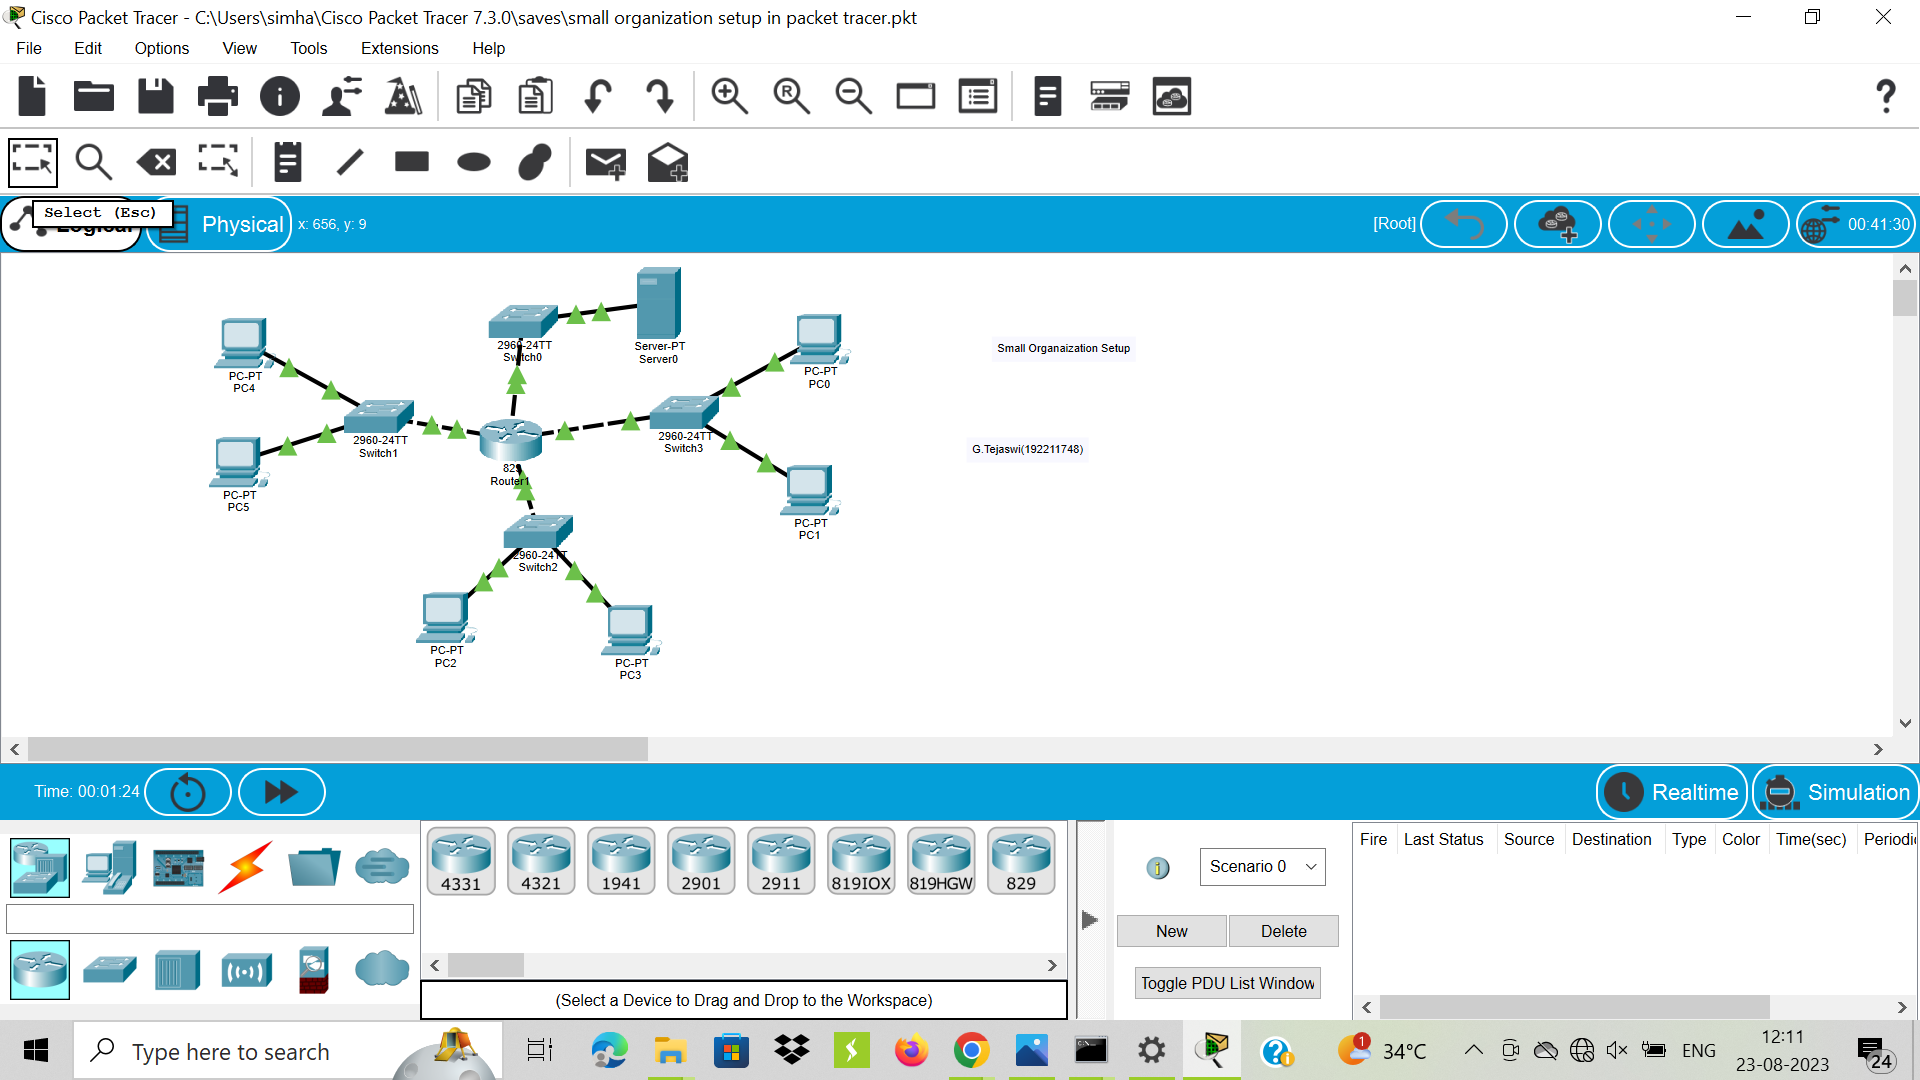 Cisco Packet Tracer - C:\Users\simha\Cisco Packet Tracer 7.3.0\saves\small organization setup in packet tracer.pkt
File Edit Options View Tools Extensions Help
Select (Esc)
Logical
Physical
x: 656, y: 9
[Root]
00:41:30
PC-PT
PC4
2960-24TT
Switch0
Server-PT
Server0
PC-PT
PC0
Small Organaization Setup
2960-24TT
Switch1
2960-24TT
Switch3
G.Tejaswi(192211748)
829
Router1
PC-PT
PC5
PC-PT
PC1
2960-24TT
Switch2
PC-PT
PC2
PC-PT
PC3
Time: 00:01:24
Realtime
Simulation
4331 4321 1941 2901 2911 819IOX 819HGW 829
(Select a Device to Drag and Drop to the Workspace)
Scenario 0
New
Delete
Toggle PDU List Window
Fire Last Status Source Destination Type Color Time(sec) Periodi
Type here to search
1
34°C
ENG
12:11
23-08-2023
24